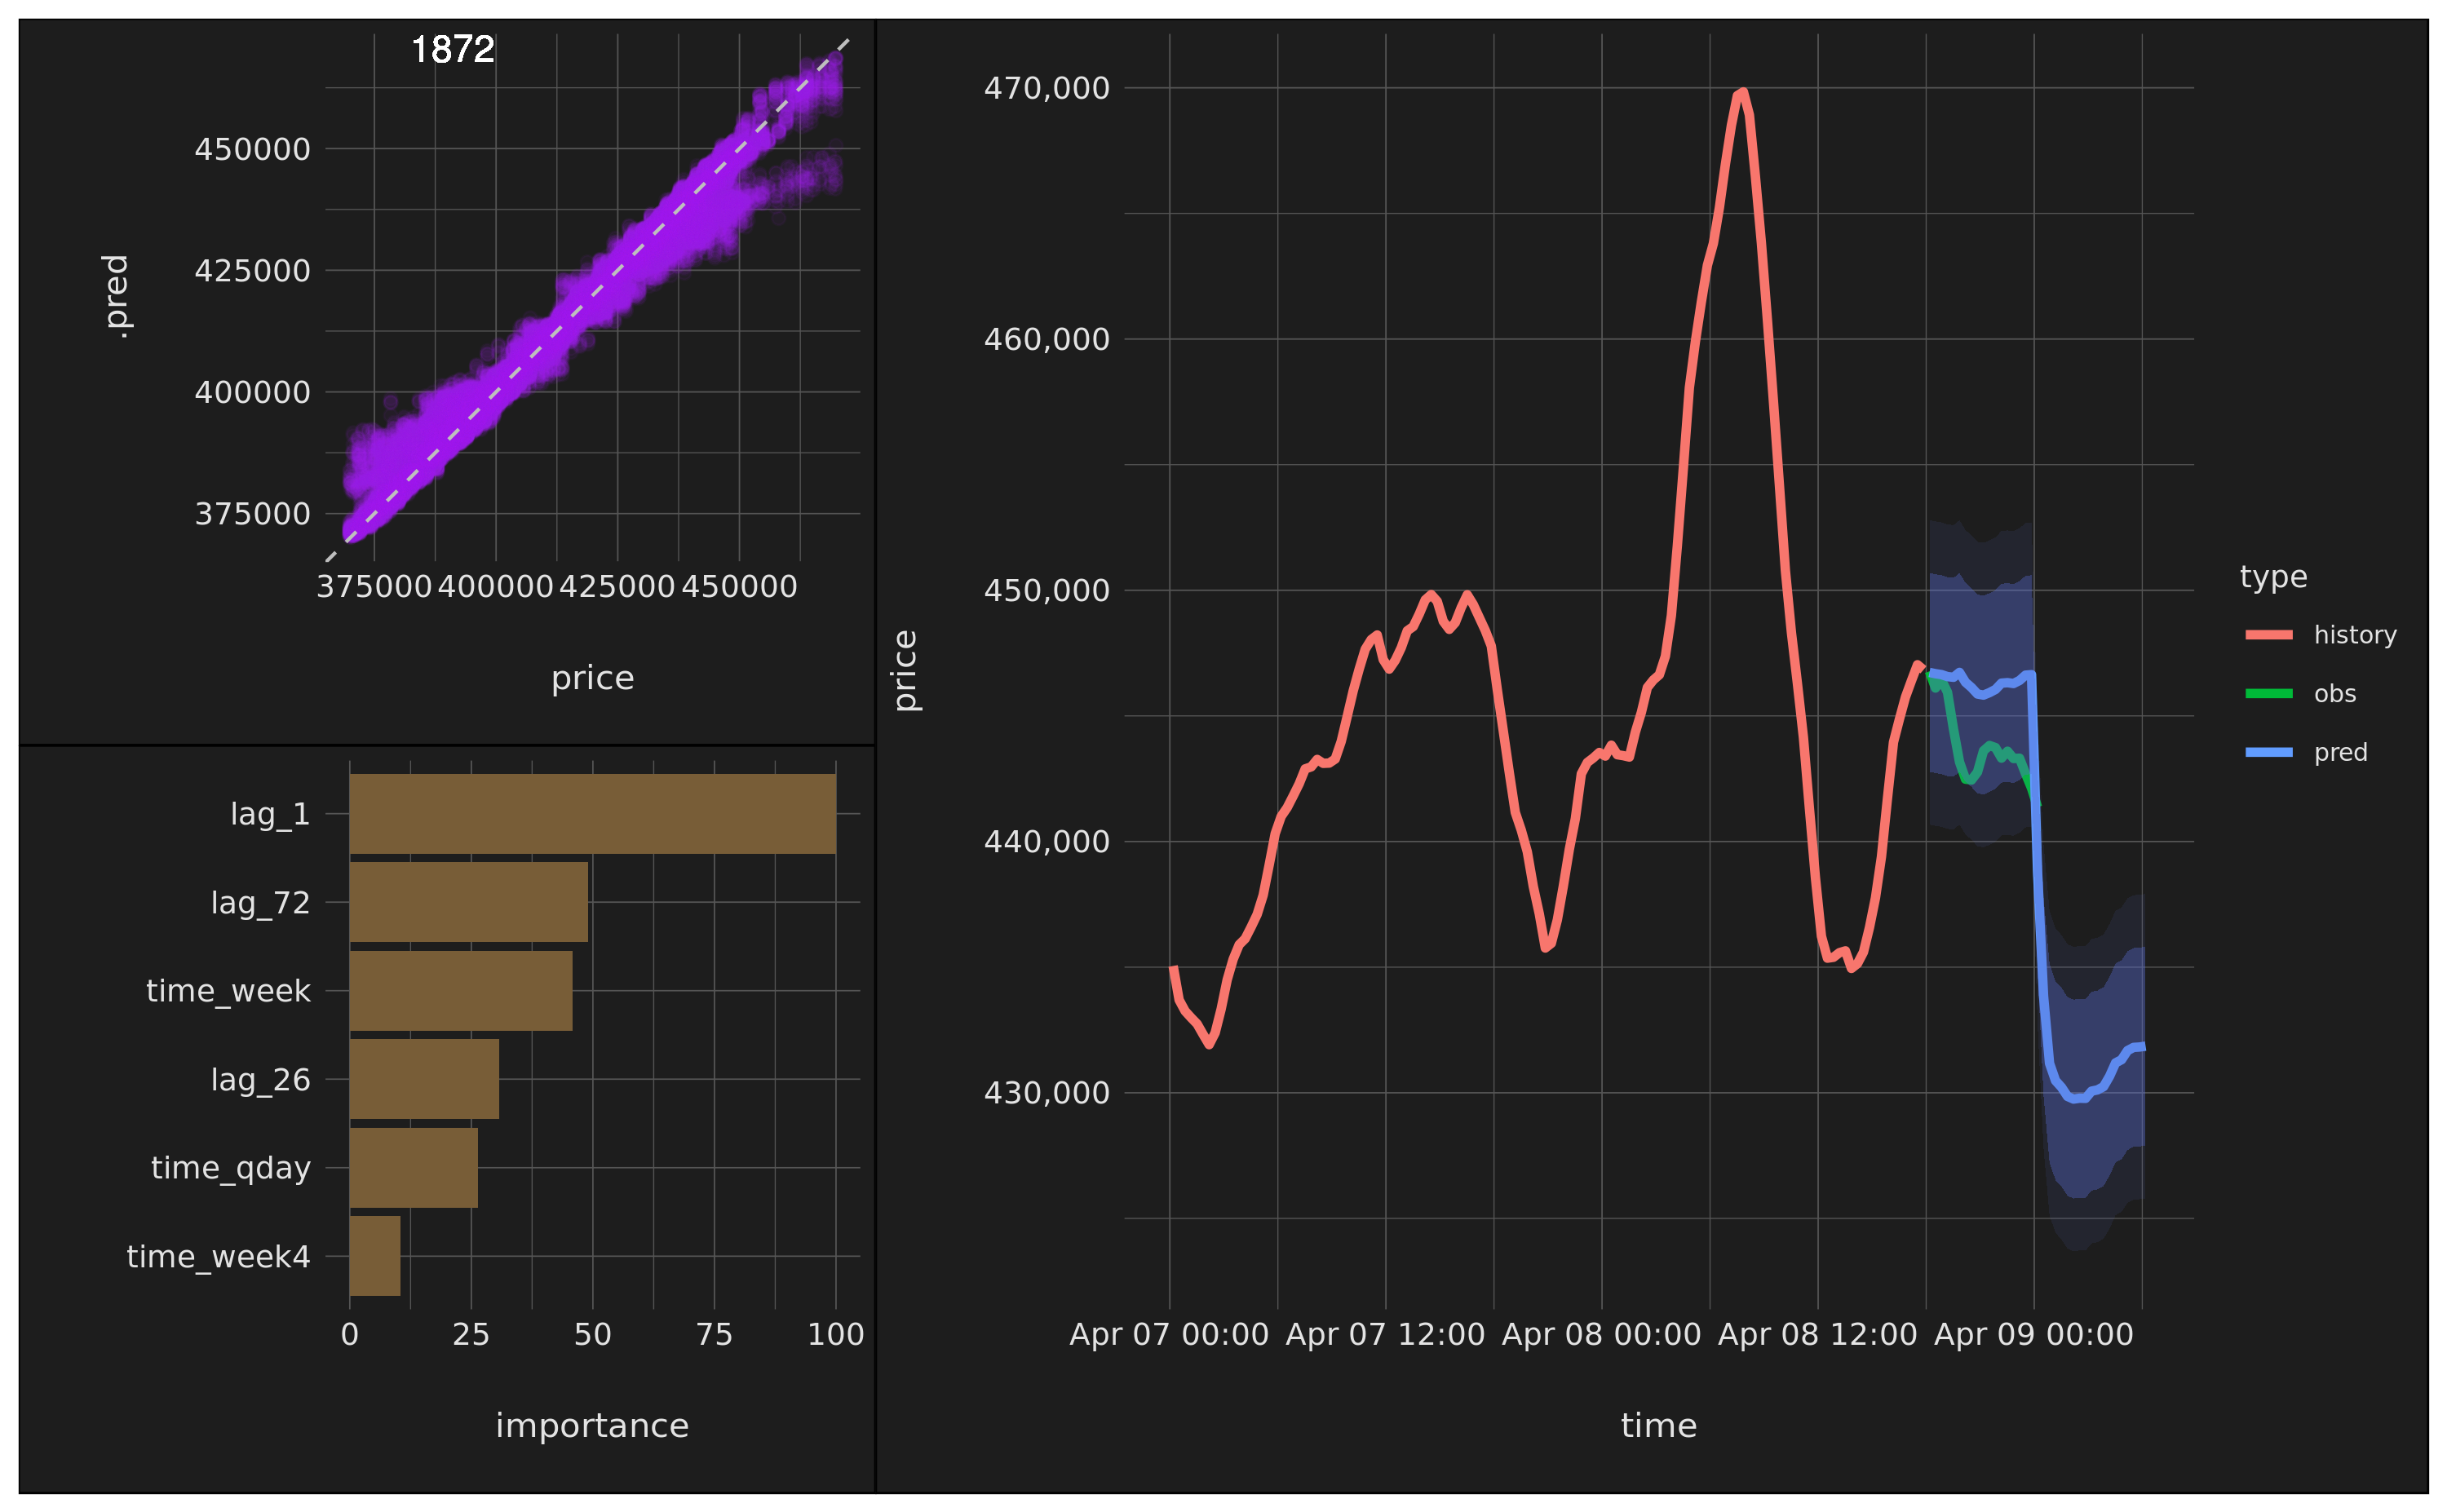 1872
.pred
450000
425000
400000
375000
375000 400000 425000 450000
price
lag_1
lag_72
time_week
lag_26
time_qday
time_week4
0 25 50 75 100
importance
price
470,000
460,000
450,000
440,000
430,000
Apr 07 00:00 Apr 07 12:00 Apr 08 00:00 Apr 08 12:00 Apr 09 00:00
time
type
history
obs
pred